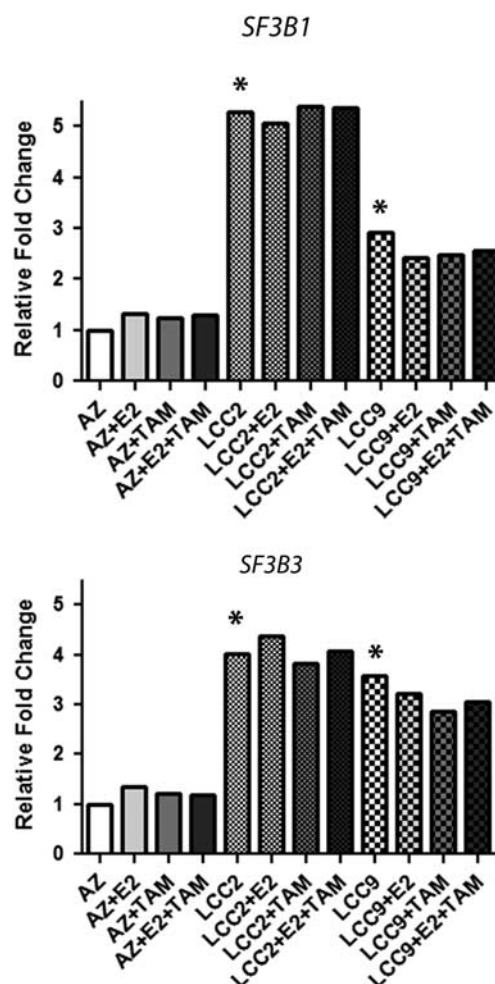 SF3B1
Relative Fold Change
5
4
3
2
1
0
*
*
AZ
AZ+E2
AZ+TAM
AZ+E2+TAM
LCC2
LCC2+E2
LCC2+TAM
LCC2+E2+TAM
LCC9
LCC9+E2
LCC9+TAM
LCC9+E2+TAM
SF3B3
Relative Fold Change
5
4
3
2
1
0
*
*
AZ
AZ+E2
AZ+TAM
AZ+E2+TAM
LCC2
LCC2+E2
LCC2+TAM
LCC2+E2+TAM
LCC9
LCC9+E2
LCC9+TAM
LCC9+E2+TAM